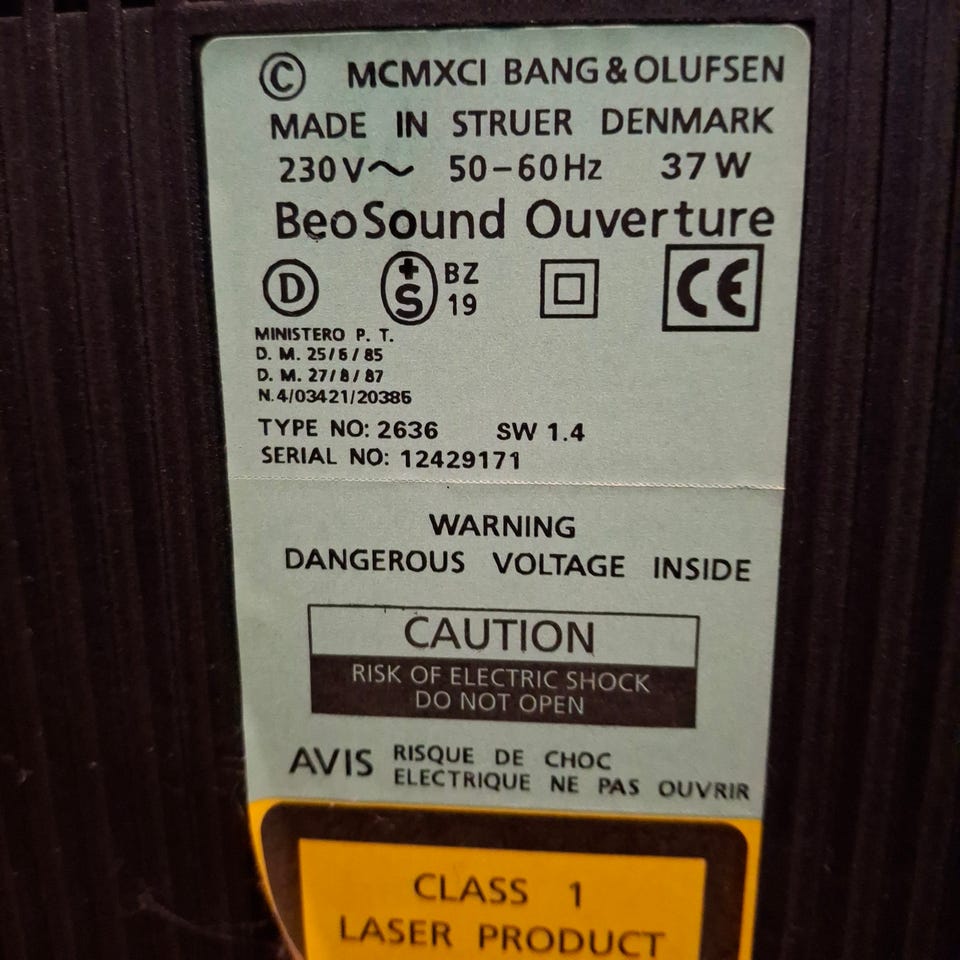 © MCMXCI BANG & OLUFSEN
MADE IN STRUER DENMARK
230V~ 50-60Hz 37W
BeoSound Ouverture
D +S BZ 19 CE
MINISTERO P. T.
D. M. 25/6/85
D. M. 27/8/87
N.4/03421/20386
TYPE NO: 2636 SW 1.4
SERIAL NO: 12429171
WARNING
DANGEROUS VOLTAGE INSIDE
CAUTION
RISK OF ELECTRIC SHOCK
DO NOT OPEN
AVIS RISQUE DE CHOC
ELECTRIQUE NE PAS OUVRIR
CLASS 1
LASER PRODUCT